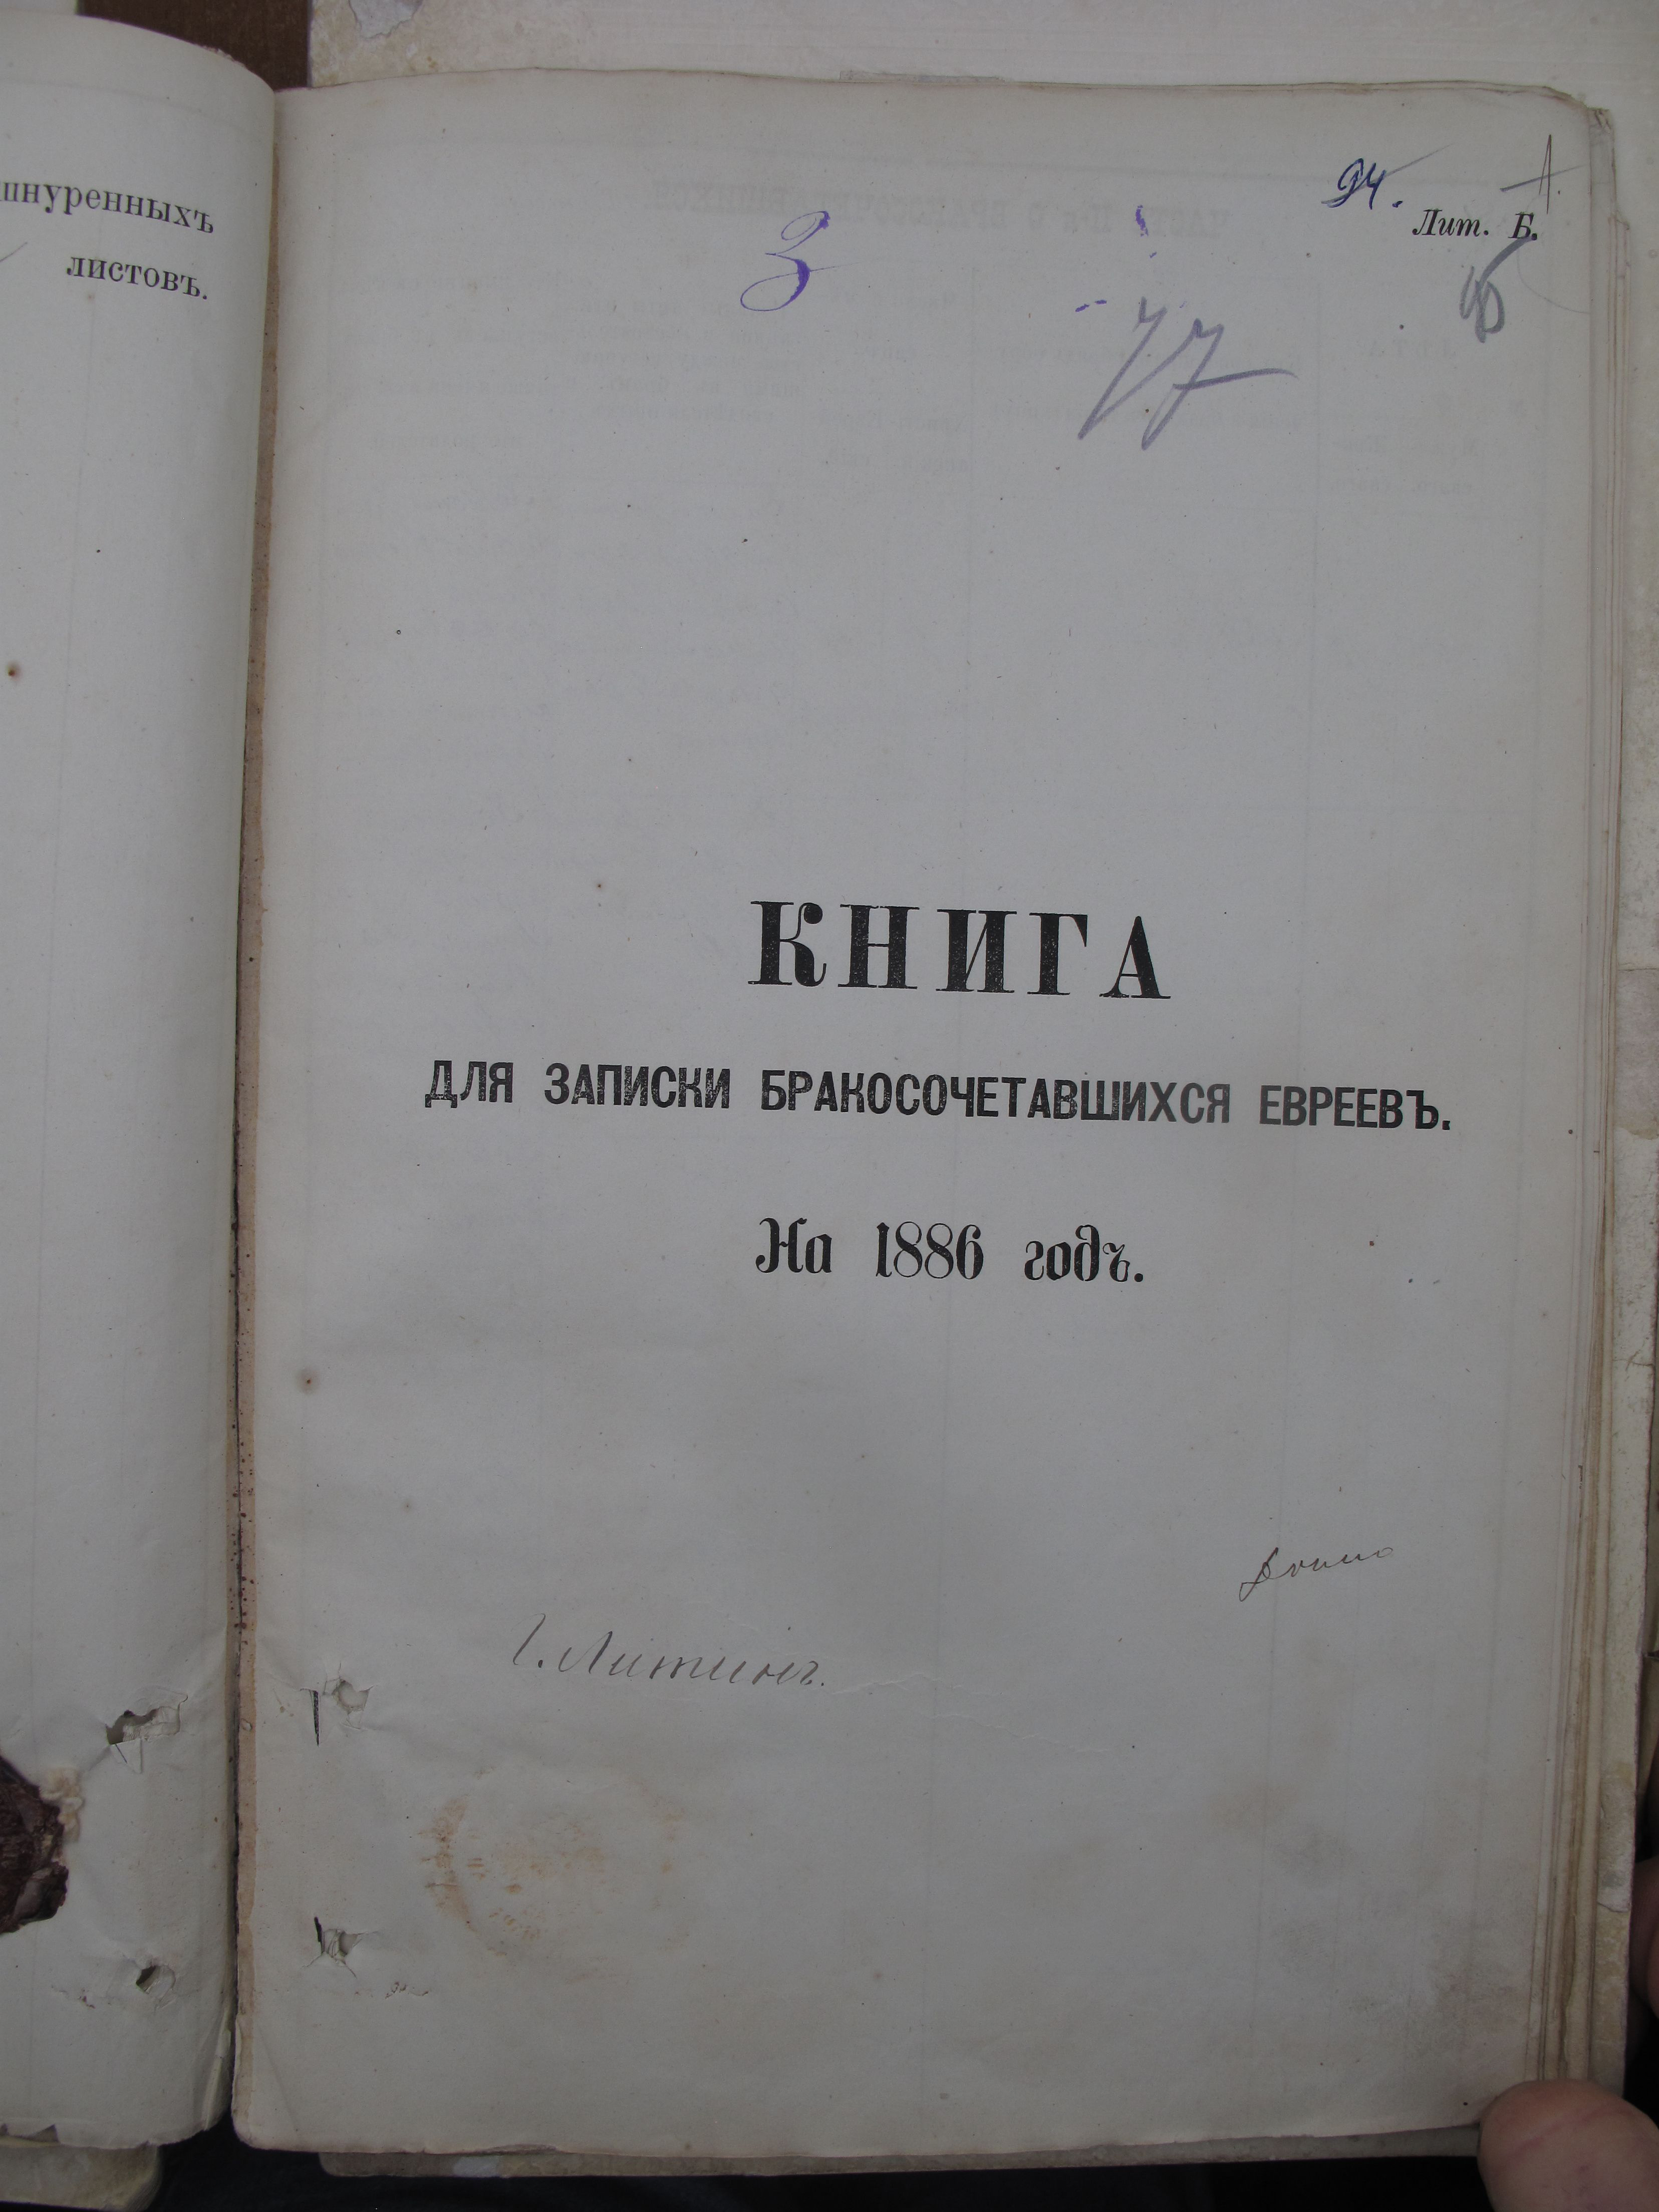 шнуренныхъ
листовъ.
94.
Лит. Б.
3
77
КНИГА
ДЛЯ ЗАПИСКИ БРАКОСОЧЕТАВШИХСЯ ЕВРЕЕВЪ.
На 1886 годъ.
г. Литинъ.